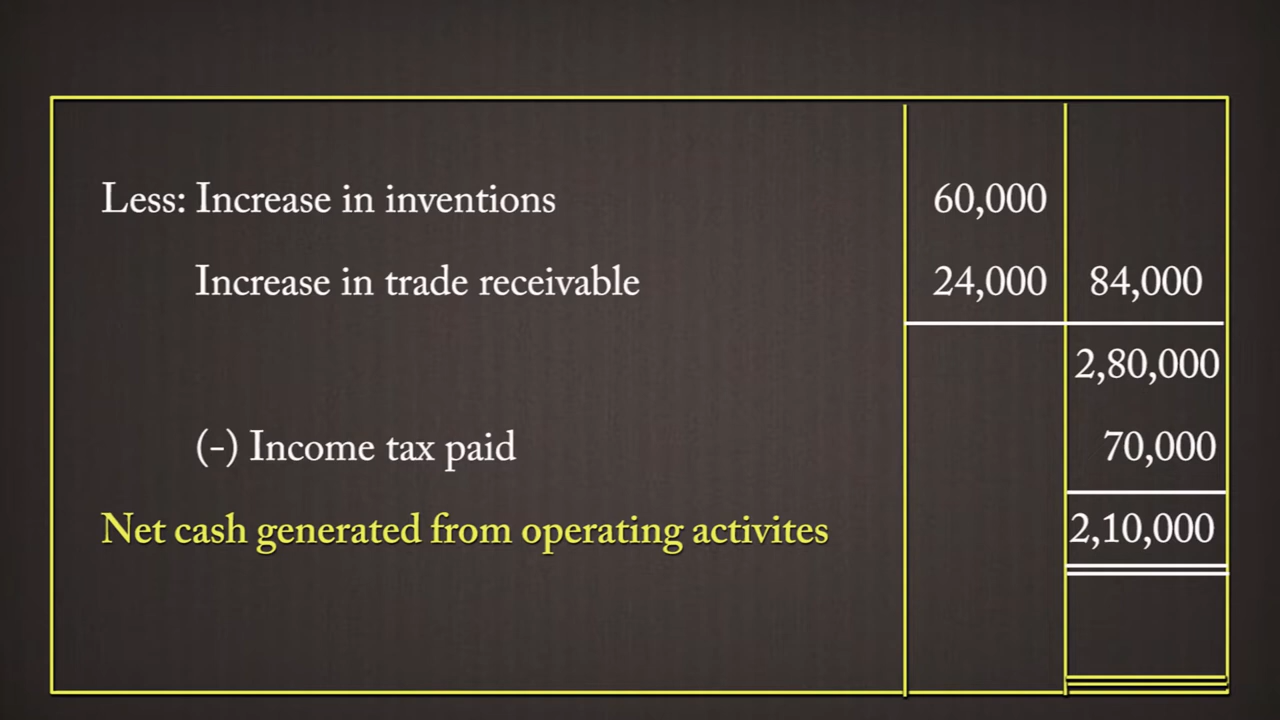 Less: Increase in inventions 60,000
Increase in trade receivable 24,000 84,000
2,80,000
(-) Income tax paid 70,000
Net cash generated from operating activites 2,10,000